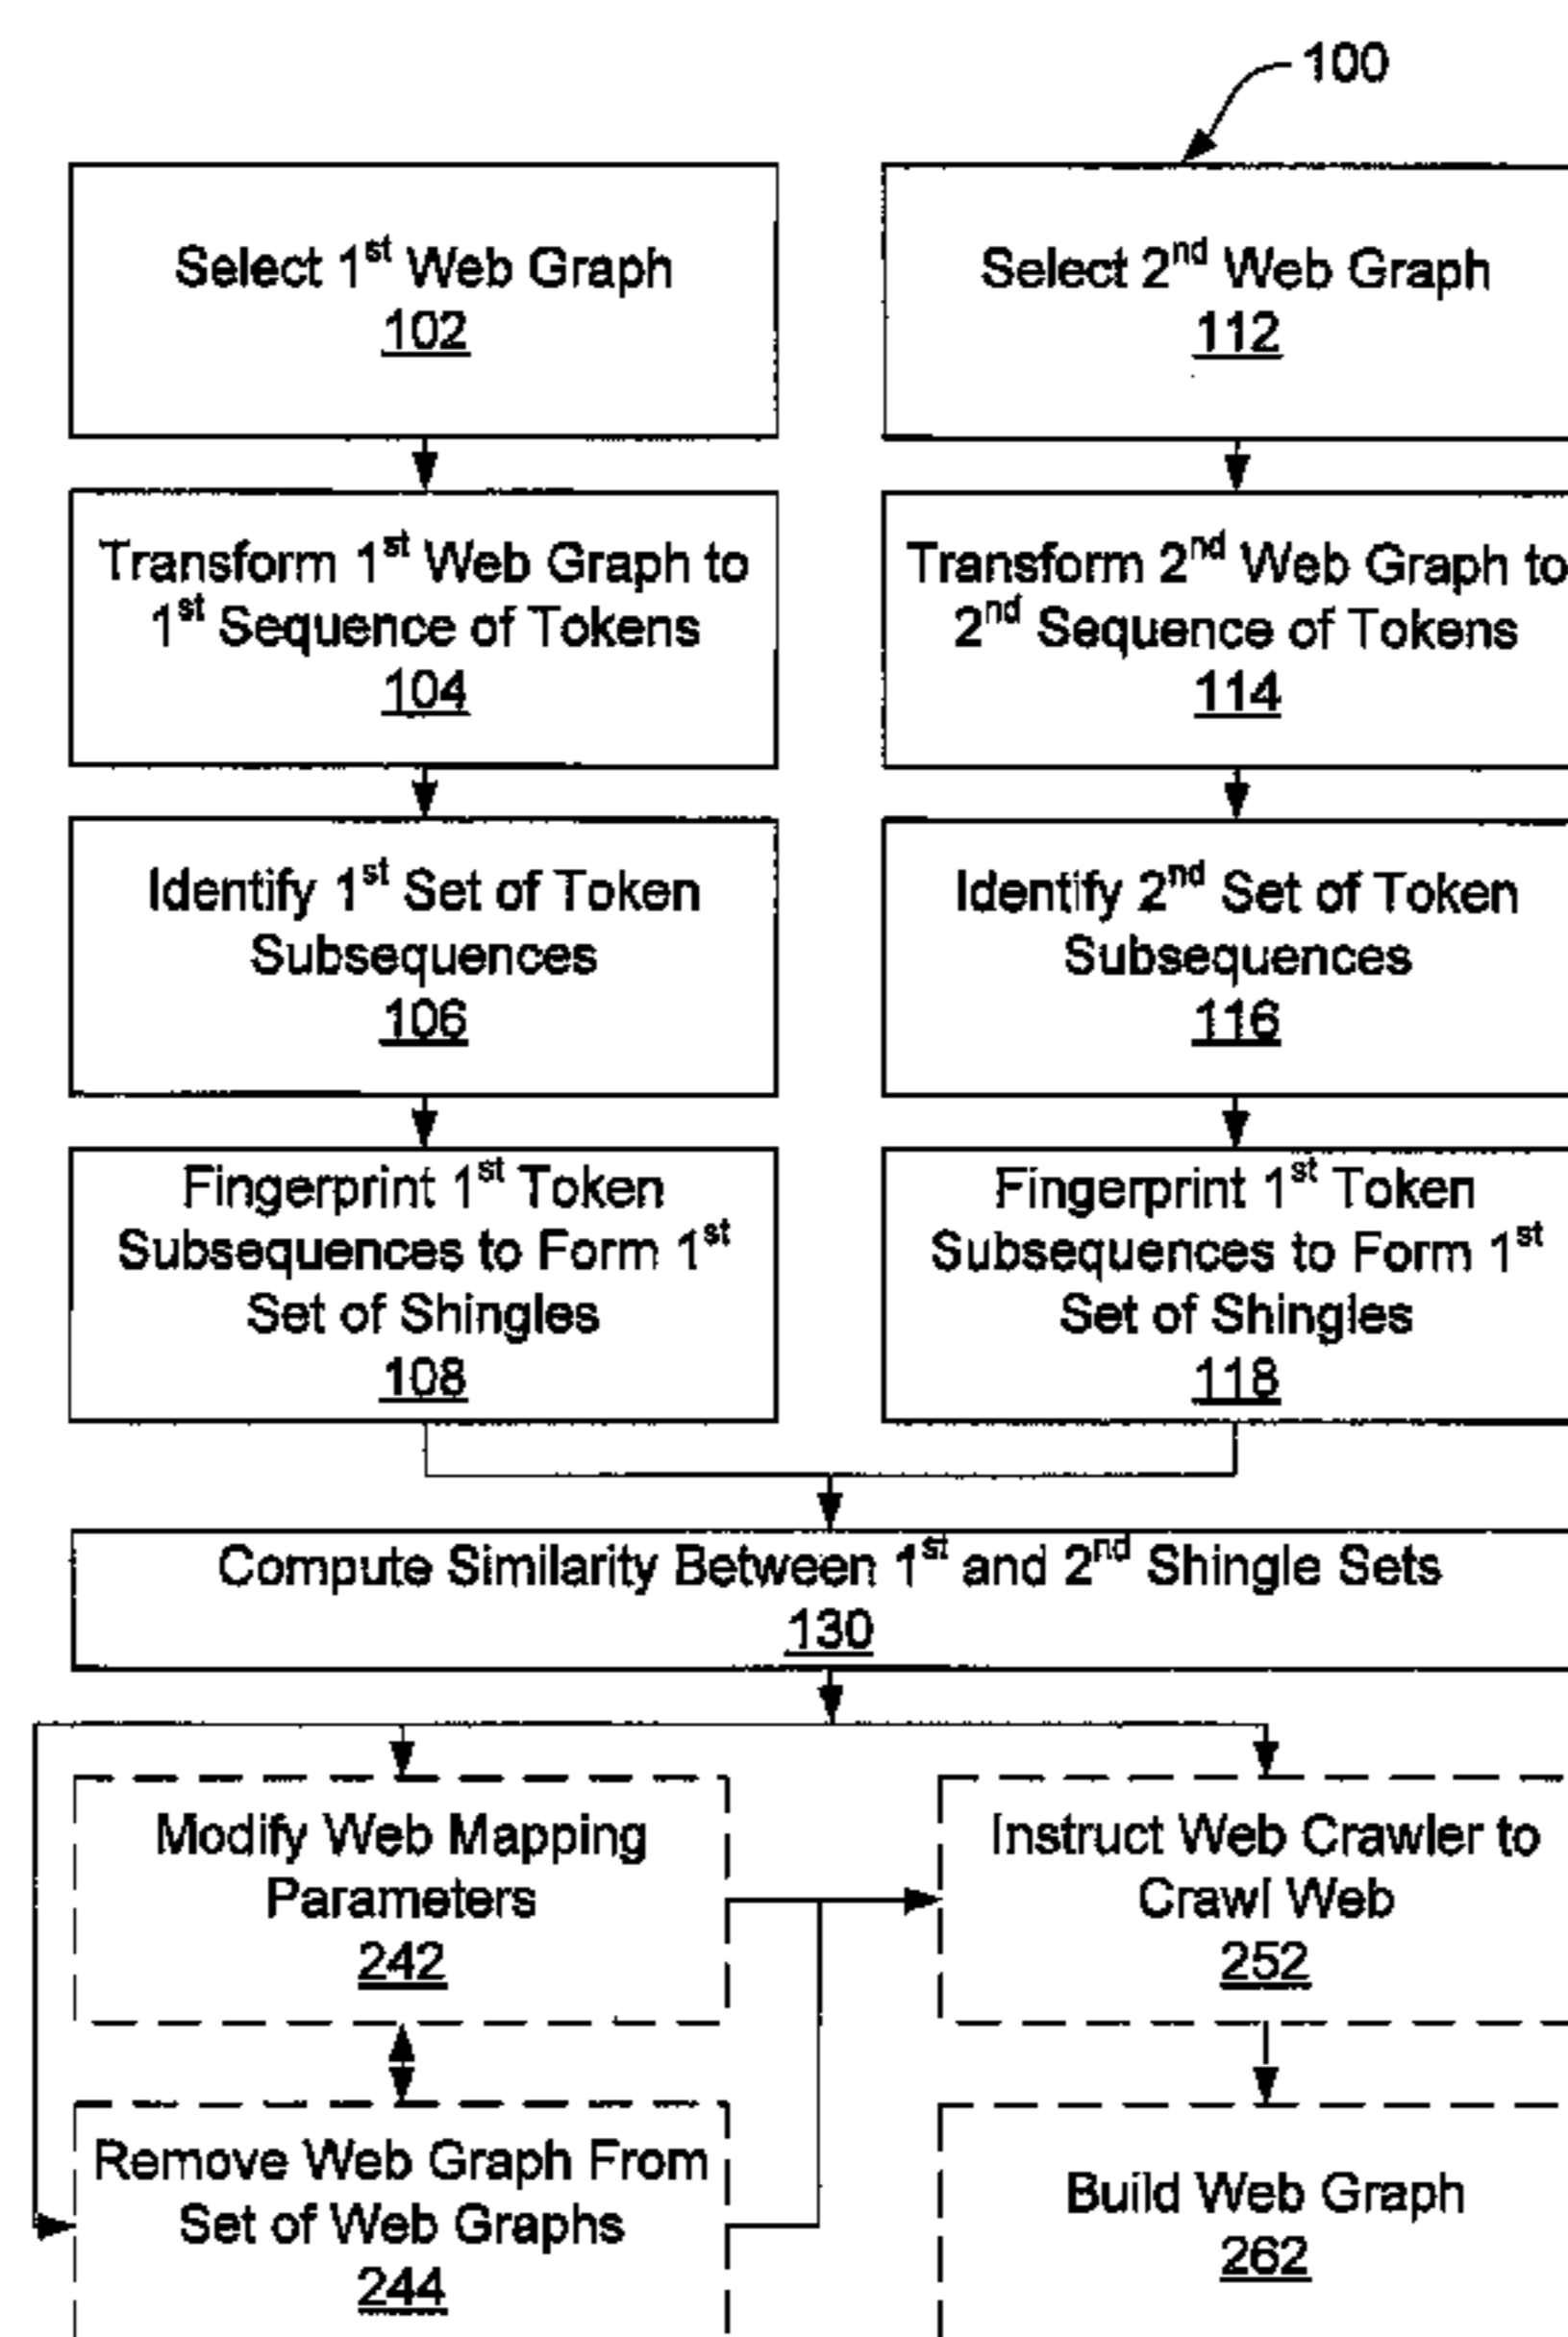 100
Select 1st Web Graph
102
Select 2nd Web Graph
112
Transform 1st Web Graph to
1st Sequence of Tokens
104
Transform 2nd Web Graph to
2nd Sequence of Tokens
114
Identify 1st Set of Token
Subsequences
106
Identify 2nd Set of Token
Subsequences
116
Fingerprint 1st Token
Subsequences to Form 1st
Set of Shingles
108
Fingerprint 1st Token
Subsequences to Form 1st
Set of Shingles
118
Compute Similarity Between 1st and 2nd Shingle Sets
130
Modify Web Mapping
Parameters
242
Instruct Web Crawler to
Crawl Web
252
Remove Web Graph From
Set of Web Graphs
244
Build Web Graph
262